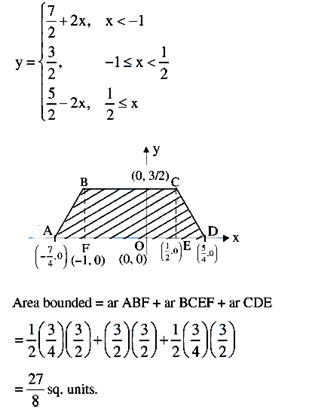 y = { 7/2 + 2x, x < −1
3/2, −1 ≤ x < 1/2
5/2 − 2x, 1/2 ≤ x
y
B (0, 3/2) C
A D x
(−7/4, 0) F (−1, 0) O (0, 0) (1/2, 0) E (5/4, 0)
Area bounded = ar ABF + ar BCEF + ar CDE
= 1/2 (3/4) (3/2) + (3/2) (3/2) + 1/2 (3/4) (3/2)
= 27/8 sq. units.